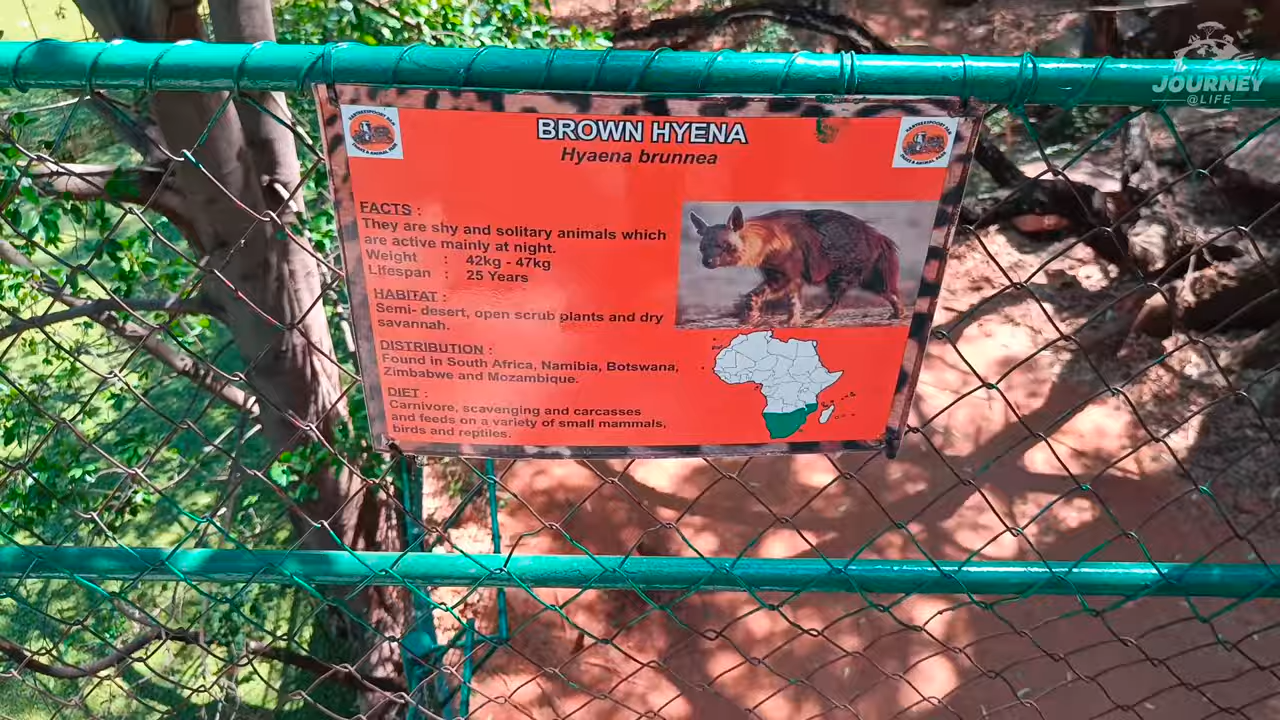 JOURNEY
@LIFE
BROWN HYENA
Hyaena brunnea
FACTS :
They are shy and solitary animals which
are active mainly at night.
Weight : 42kg - 47kg
Lifespan : 25 Years
HABITAT :
Semi- desert, open scrub plants and dry
savannah.
DISTRIBUTION :
Found in South Africa, Namibia, Botswana,
Zimbabwe and Mozambique.
DIET :
Carnivore, scavenging and carcasses
and feeds on a variety of small mammals,
birds and reptiles.